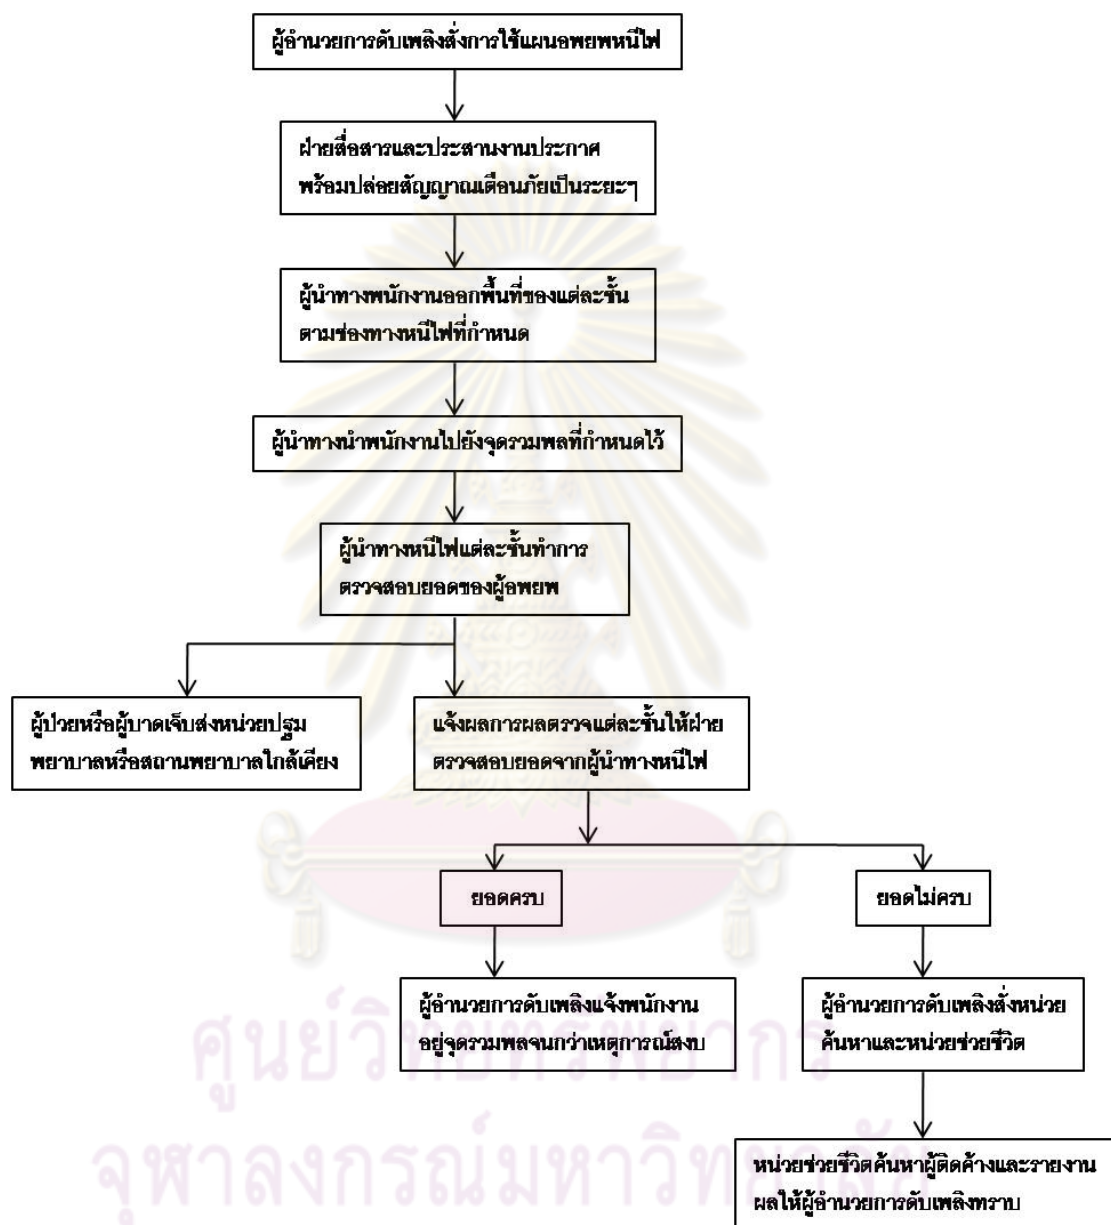 ผู้อำนวยการดับเพลิงสั่งการใช้แผนอพยพหนีไฟ
ฝ่ายสื่อสารและประสานงานประกาศ
พร้อมปล่อยสัญญาณเตือนภัยเป็นระยะๆ
ผู้นำทางพนักงานออกพื้นที่ของแต่ละชั้น
ตามช่องทางหนีไฟที่กำหนด
ผู้นำทางนำพนักงานไปยังจุดรวมพลที่กำหนดไว้
ผู้นำทางหนีไฟแต่ละชั้นทำการ
ตรวจสอบยอดของผู้อพยพ
ผู้ป่วยหรือผู้บาดเจ็บส่งหน่วยปฐม
พยาบาลหรือสถานพยาบาลใกล้เคียง
แจ้งผลการผลตรวจแต่ละชั้นให้ฝ่าย
ตรวจสอบยอดจากผู้นำทางหนีไฟ
ยอดครบ
ยอดไม่ครบ
ผู้อำนวยการดับเพลิงแจ้งพนักงาน
อยู่จุดรวมพลจนกว่าเหตุการณ์สงบ
ผู้อำนวยการดับเพลิงสั่งหน่วย
ค้นหาและหน่วยช่วยชีวิต
หน่วยช่วยชีวิตค้นหาผู้ติดค้างและรายงาน
ผลให้ผู้อำนวยการดับเพลิงทราบ
ศูนย์วิทยทรัพยากร
จุฬาลงกรณ์มหาวิทยาลัย